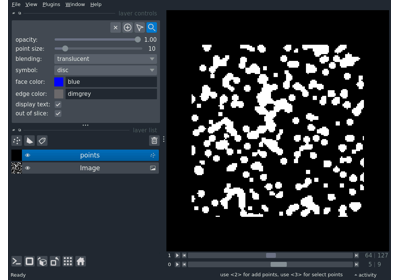 File View Plugins Window Help
layer controls
opacity: 1.00
point size: 10
blending: translucent
symbol: disc
face color: blue
edge color: dimgrey
display text:
out of slice:
layer list
points
Image
1 64 127
0 5 9
Ready use <2> for add points, use <3> for select points activity